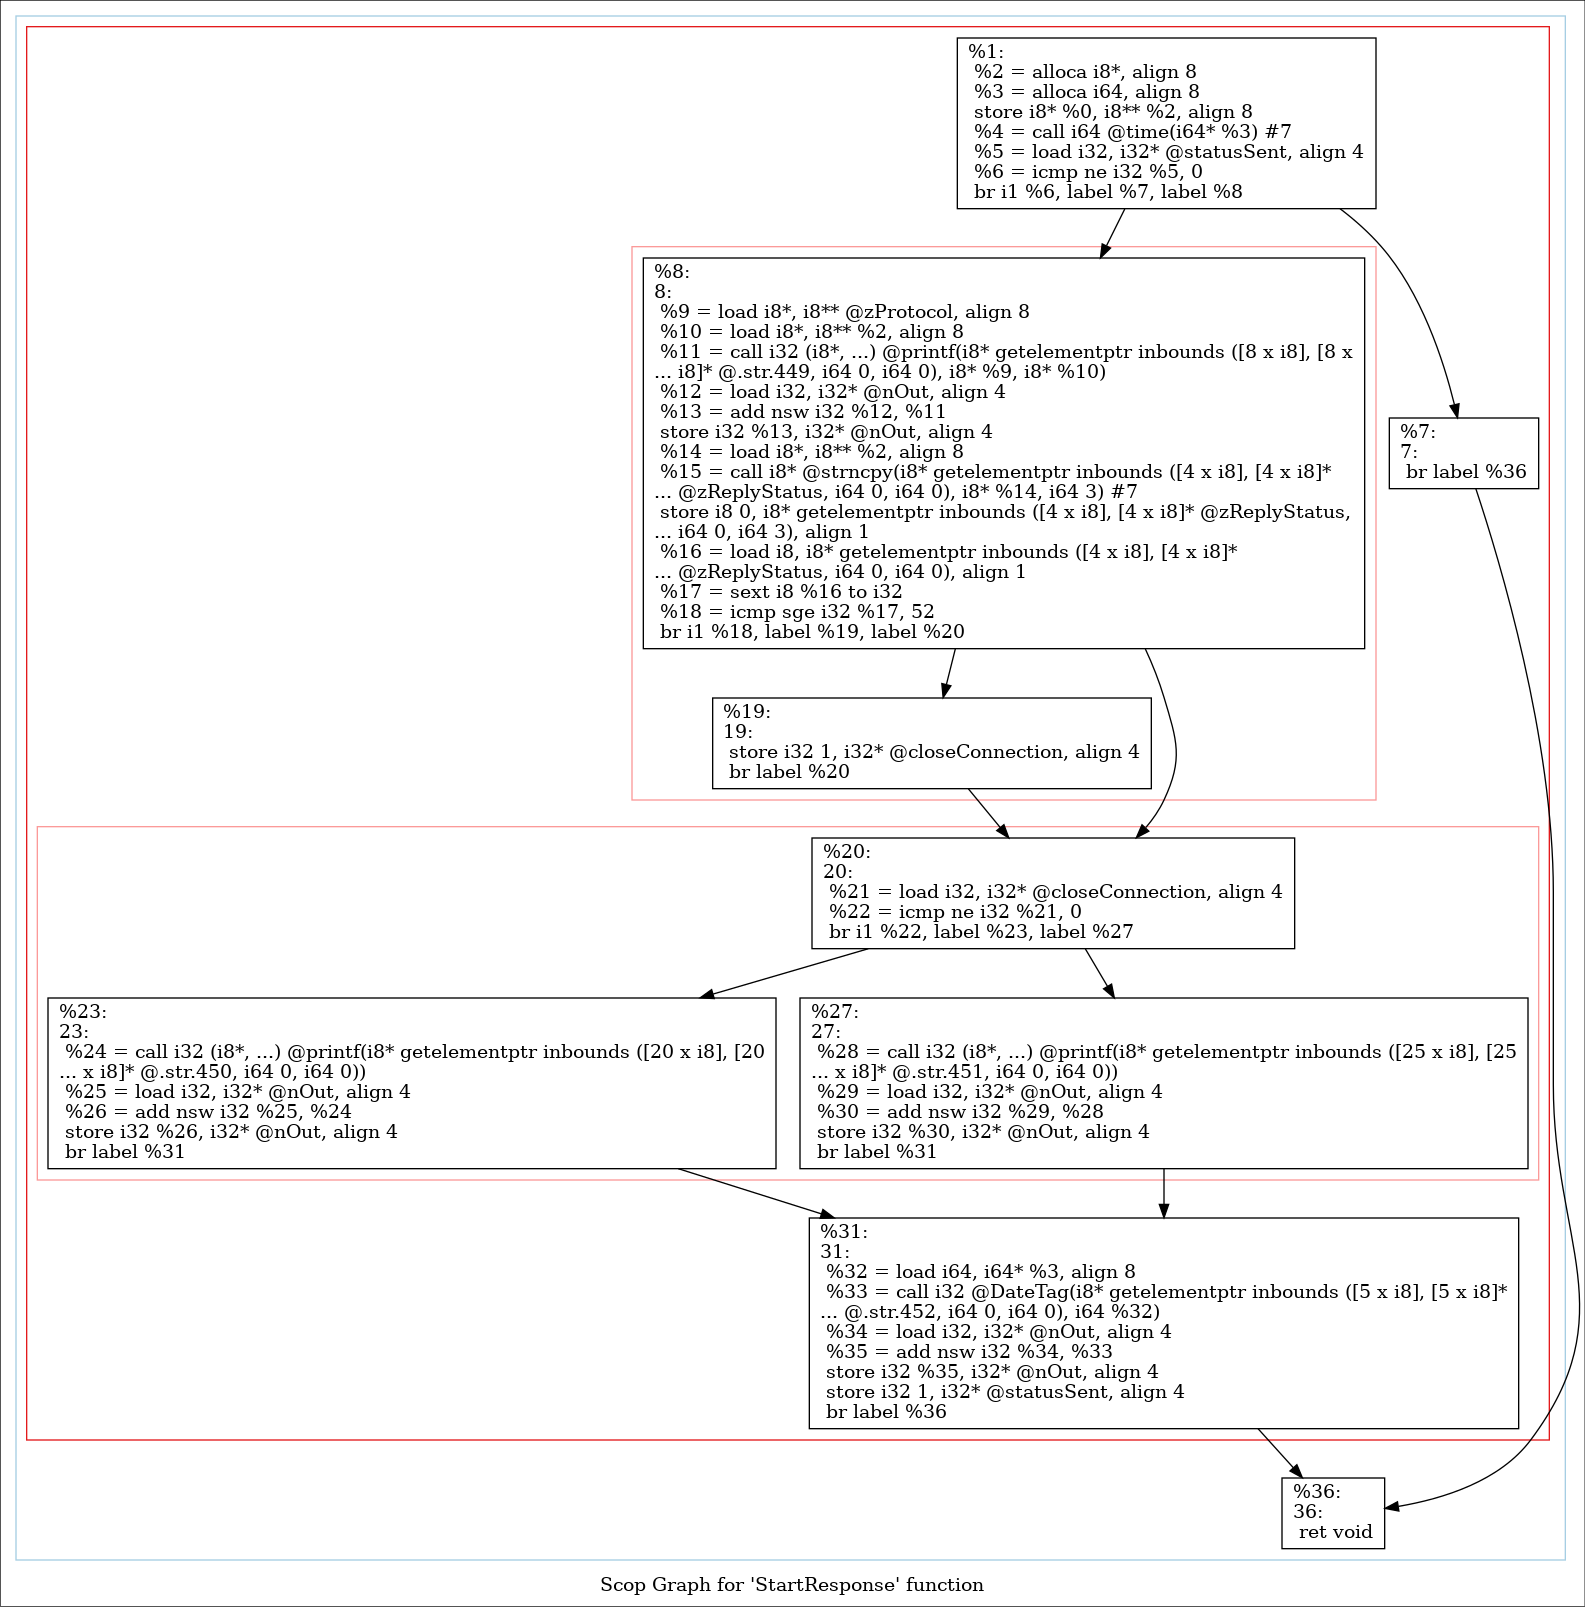 %1:
%2 = alloca i8*, align 8
%3 = alloca i64, align 8
store i8* %0, i8** %2, align 8
%4 = call i64 @time(i64* %3) #7
%5 = load i32, i32* @statusSent, align 4
%6 = icmp ne i32 %5, 0
br i1 %6, label %7, label %8
%8:
8:
%9 = load i8*, i8** @zProtocol, align 8
%10 = load i8*, i8** %2, align 8
%11 = call i32 (i8*, ...) @printf(i8* getelementptr inbounds ([8 x i8], [8 x
... i8]* @.str.449, i64 0, i64 0), i8* %9, i8* %10)
%12 = load i32, i32* @nOut, align 4
%13 = add nsw i32 %12, %11
store i32 %13, i32* @nOut, align 4
%14 = load i8*, i8** %2, align 8
%15 = call i8* @strncpy(i8* getelementptr inbounds ([4 x i8], [4 x i8]*
... @zReplyStatus, i64 0, i64 0), i8* %14, i64 3) #7
store i8 0, i8* getelementptr inbounds ([4 x i8], [4 x i8]* @zReplyStatus,
... i64 0, i64 3), align 1
%16 = load i8, i8* getelementptr inbounds ([4 x i8], [4 x i8]*
... @zReplyStatus, i64 0, i64 0), align 1
%17 = sext i8 %16 to i32
%18 = icmp sge i32 %17, 52
br i1 %18, label %19, label %20
%7:
7:
br label %36
%19:
19:
store i32 1, i32* @closeConnection, align 4
br label %20
%20:
20:
%21 = load i32, i32* @closeConnection, align 4
%22 = icmp ne i32 %21, 0
br i1 %22, label %23, label %27
%23:
23:
%24 = call i32 (i8*, ...) @printf(i8* getelementptr inbounds ([20 x i8], [20
... x i8]* @.str.450, i64 0, i64 0))
%25 = load i32, i32* @nOut, align 4
%26 = add nsw i32 %25, %24
store i32 %26, i32* @nOut, align 4
br label %31
%27:
27:
%28 = call i32 (i8*, ...) @printf(i8* getelementptr inbounds ([25 x i8], [25
... x i8]* @.str.451, i64 0, i64 0))
%29 = load i32, i32* @nOut, align 4
%30 = add nsw i32 %29, %28
store i32 %30, i32* @nOut, align 4
br label %31
%31:
31:
%32 = load i64, i64* %3, align 8
%33 = call i32 @DateTag(i8* getelementptr inbounds ([5 x i8], [5 x i8]*
... @.str.452, i64 0, i64 0), i64 %32)
%34 = load i32, i32* @nOut, align 4
%35 = add nsw i32 %34, %33
store i32 %35, i32* @nOut, align 4
store i32 1, i32* @statusSent, align 4
br label %36
%36:
36:
ret void
Scop Graph for 'StartResponse' function